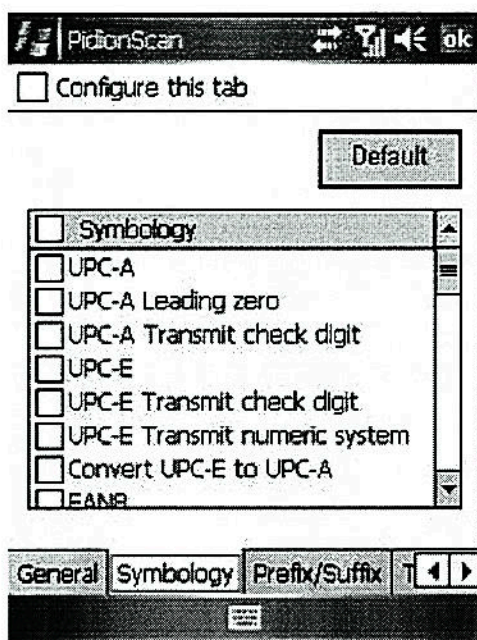 PidionScan
ok
Configure this tab
Default
Symbology
UPC-A
UPC-A Leading zero
UPC-A Transmit check digit
UPC-E
UPC-E Transmit check digit
UPC-E Transmit numeric system
Convert UPC-E to UPC-A
EAN8
General Symbology Prefix/Suffix T